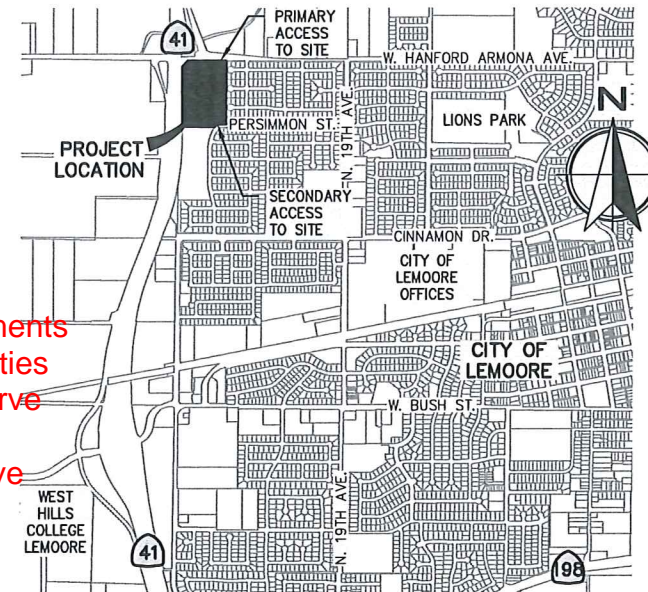 41
PRIMARY
ACCESS
TO SITE
W. HANFORD ARMONA AVE.
N
PERSIMMON ST.
N. 19TH AVE.
LIONS PARK
PROJECT
LOCATION
SECONDARY
ACCESS
TO SITE
CINNAMON DR.
CITY OF
LEMOORE
OFFICES
CITY OF
LEMOORE
W. BUSH ST.
WEST
HILLS
COLLEGE
LEMOORE
41
N. 19TH AVE.
198